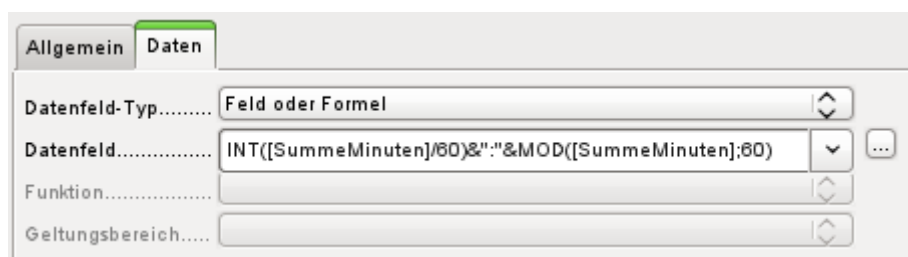 Allgemein Daten
Datenfeld-Typ......... Feld oder Formel
Datenfeld................ INT([SummeMinuten]/60)&":"&MOD([SummeMinuten];60) ...
Funktion..................
Geltungsbereich.....